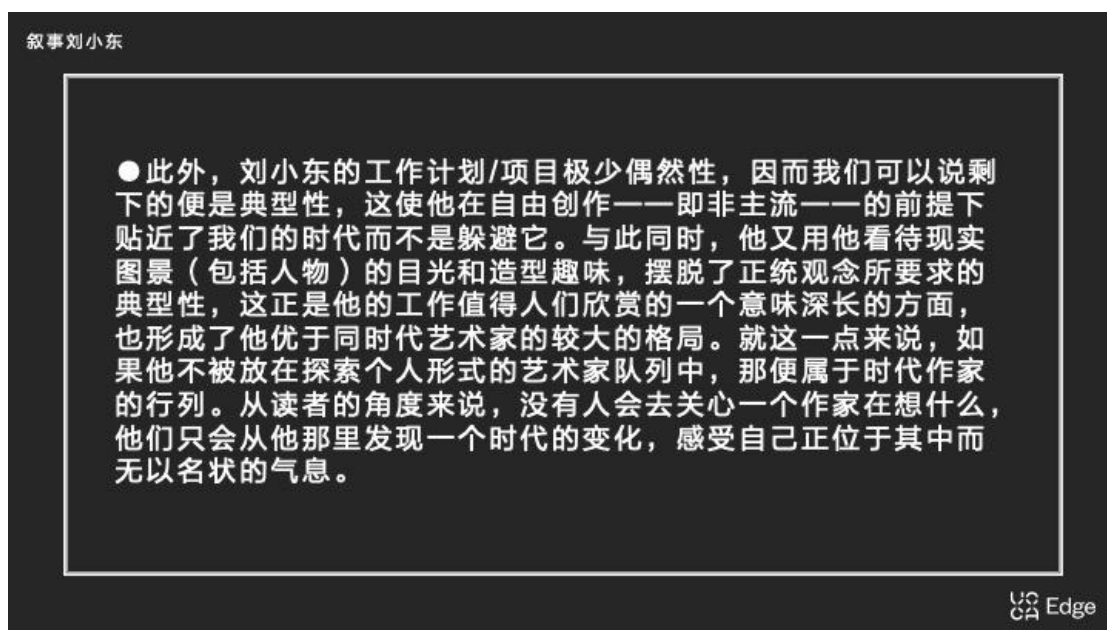 叙事刘小东
●此外，刘小东的工作计划/项目极少偶然性，因而我们可以说剩
下的便是典型性，这使他在自由创作——即非主流——的前提下
贴近了我们的时代而不是躲避它。与此同时，他又用他看待现实
图景（包括人物）的目光和造型趣味，摆脱了正统观念所要求的
典型性，这正是他的工作值得人们欣赏的一个意味深长的方面，
也形成了他优于同时代艺术家的较大的格局。就这一点来说，如
果他不被放在探索个人形式的艺术家队列中，那便属于时代作家
的行列。从读者的角度来说，没有人会去关心一个作家在想什么，
他们只会从他那里发现一个时代的变化，感受自己正位于其中而
无以名状的气息。
UCCA Edge